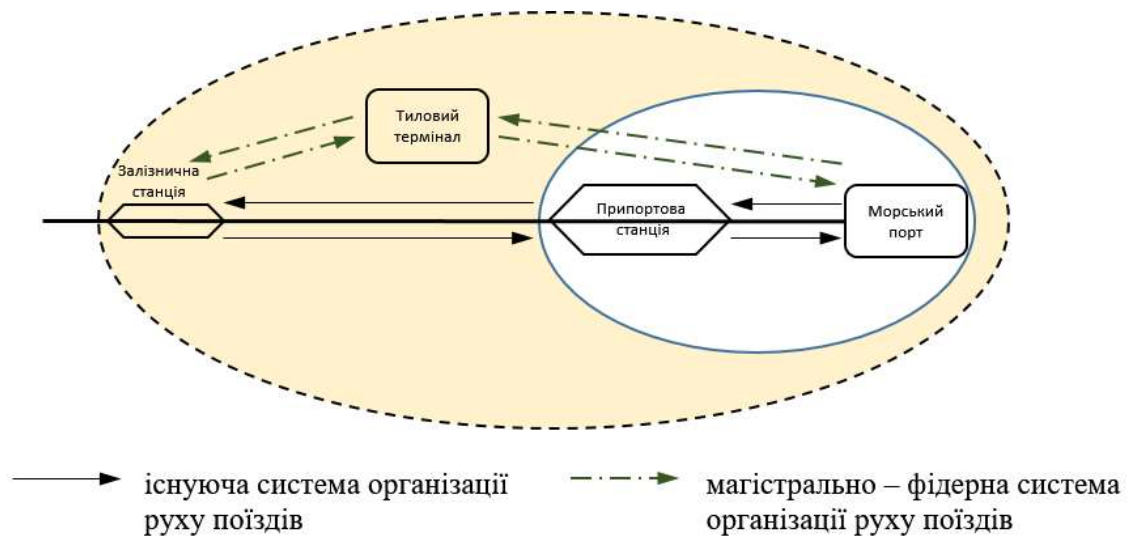 Тиловий
термінал
Залізнична
станція
Припортова
станція
Морський
порт
існуюча система організації
руху поїздів
магістрально – фідерна система
організації руху поїздів